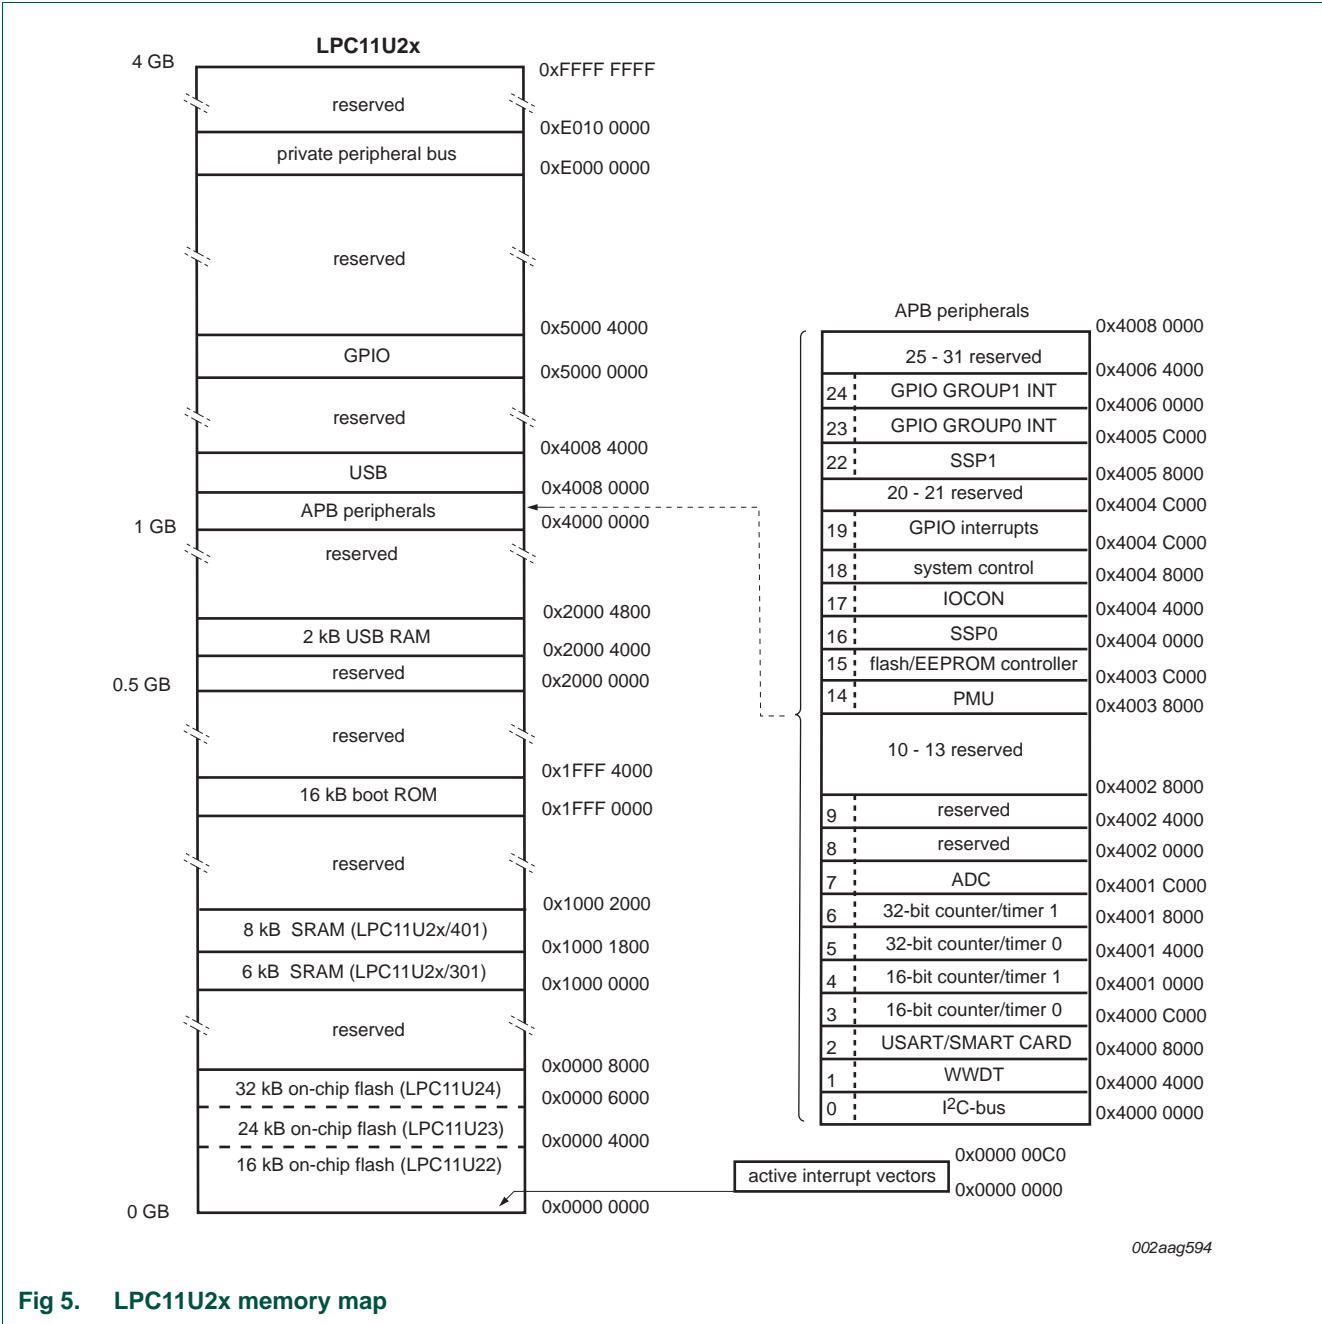 LPC11U2x
4 GB
0xFFFF FFFF
reserved
0xE010 0000
private peripheral bus
0xE000 0000
reserved
0x5000 4000
GPIO
0x5000 0000
reserved
0x4008 4000
USB
0x4008 0000
APB peripherals
0x4000 0000
1 GB
reserved
0x2000 4800
2 kB USB RAM
0x2000 4000
reserved
0x2000 0000
0.5 GB
reserved
0x1FFF 4000
16 kB boot ROM
0x1FFF 0000
reserved
0x1000 2000
8 kB SRAM (LPC11U2x/401)
0x1000 1800
6 kB SRAM (LPC11U2x/301)
0x1000 0000
reserved
0x0000 8000
32 kB on-chip flash (LPC11U24)
0x0000 6000
24 kB on-chip flash (LPC11U23)
0x0000 4000
16 kB on-chip flash (LPC11U22)
0 GB
0x0000 0000
APB peripherals
0x4008 0000
25 - 31 reserved
0x4006 4000
24 GPIO GROUP1 INT
0x4006 0000
23 GPIO GROUP0 INT
0x4005 C000
22 SSP1
0x4005 8000
20 - 21 reserved
0x4004 C000
19 GPIO interrupts
0x4004 C000
18 system control
0x4004 8000
17 IOCON
0x4004 4000
16 SSP0
0x4004 0000
15 flash/EEPROM controller
0x4003 C000
14 PMU
0x4003 8000
10 - 13 reserved
0x4002 8000
9 reserved
0x4002 4000
8 reserved
0x4002 0000
7 ADC
0x4001 C000
6 32-bit counter/timer 1
0x4001 8000
5 32-bit counter/timer 0
0x4001 4000
4 16-bit counter/timer 1
0x4001 0000
3 16-bit counter/timer 0
0x4000 C000
2 USART/SMART CARD
0x4000 8000
1 WWDT
0x4000 4000
0 I2C-bus
0x4000 0000
0x0000 00C0
active interrupt vectors
0x0000 0000
002aag594
Fig 5. LPC11U2x memory map